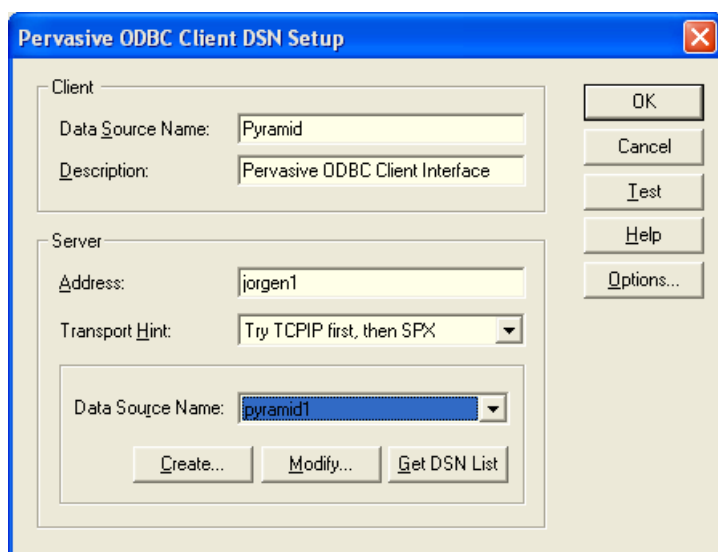 Pervasive ODBC Client DSN Setup
Client
Data Source Name: Pyramid
Description: Pervasive ODBC Client Interface
OK
Cancel
Test
Help
Options...
Server
Address: jorgen1
Transport Hint: Try TCPIP first, then SPX
Data Source Name: pyramid1
Create... Modify... Get DSN List